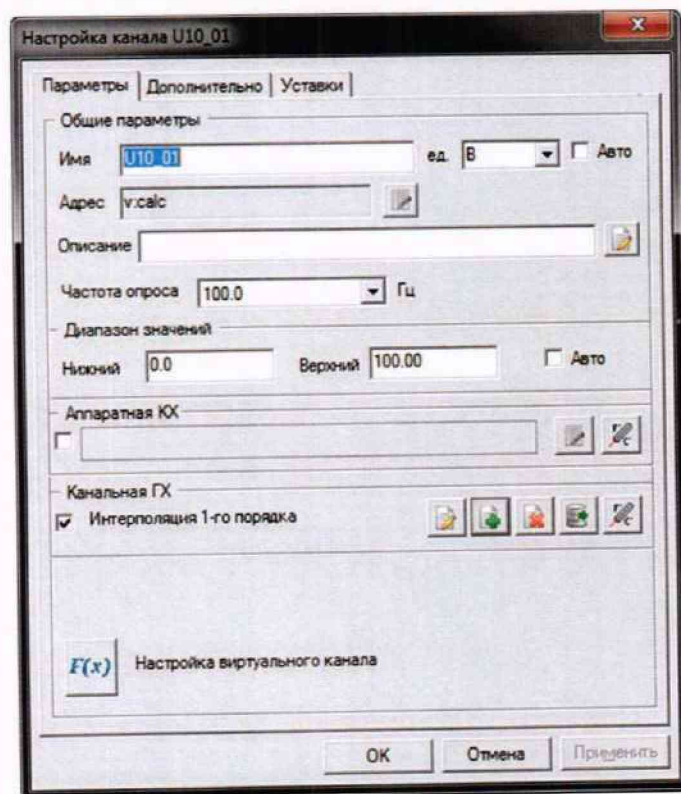 Настройка канала U10_01
Параметры Дополнительно Уставки
Общие параметры
Имя U10_01 ед. В Авто
Адрес v:calc
Описание
Частота опроса 100.0 Гц
Диапазон значений
Нижний 0.0 Верхний 100.00 Авто
Аппаратная КХ
Канальная ГХ
Интерполяция 1-го порядка
F(x) Настройка виртуального канала
OK Отмена Применить